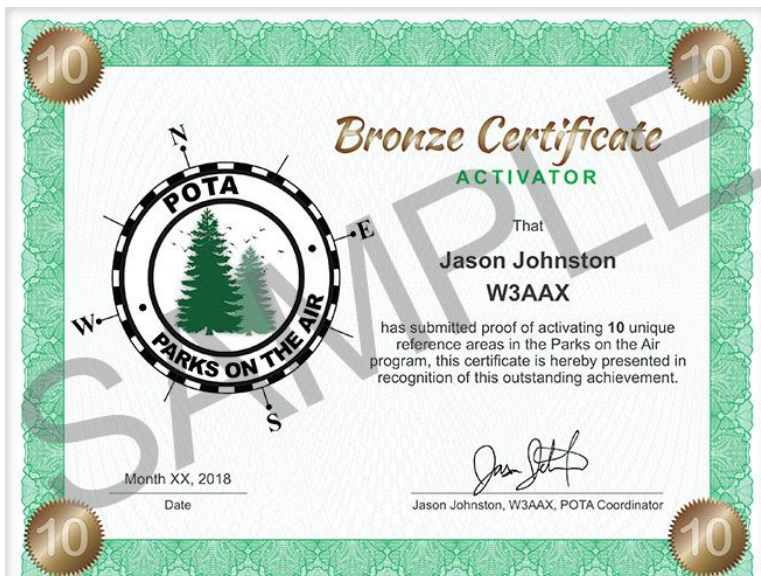 10
10
Bronze Certificate
ACTIVATOR
N
POTA
E
W
PARKS ON THE AIR
S
That
Jason Johnston
W3AAX
has submitted proof of activating 10 unique
reference areas in the Parks on the Air
program, this certificate is hereby presented in
recognition of this outstanding achievement.
SAMPLE
Month XX, 2018
Date
Jason Johnston, W3AAX, POTA Coordinator
10
10